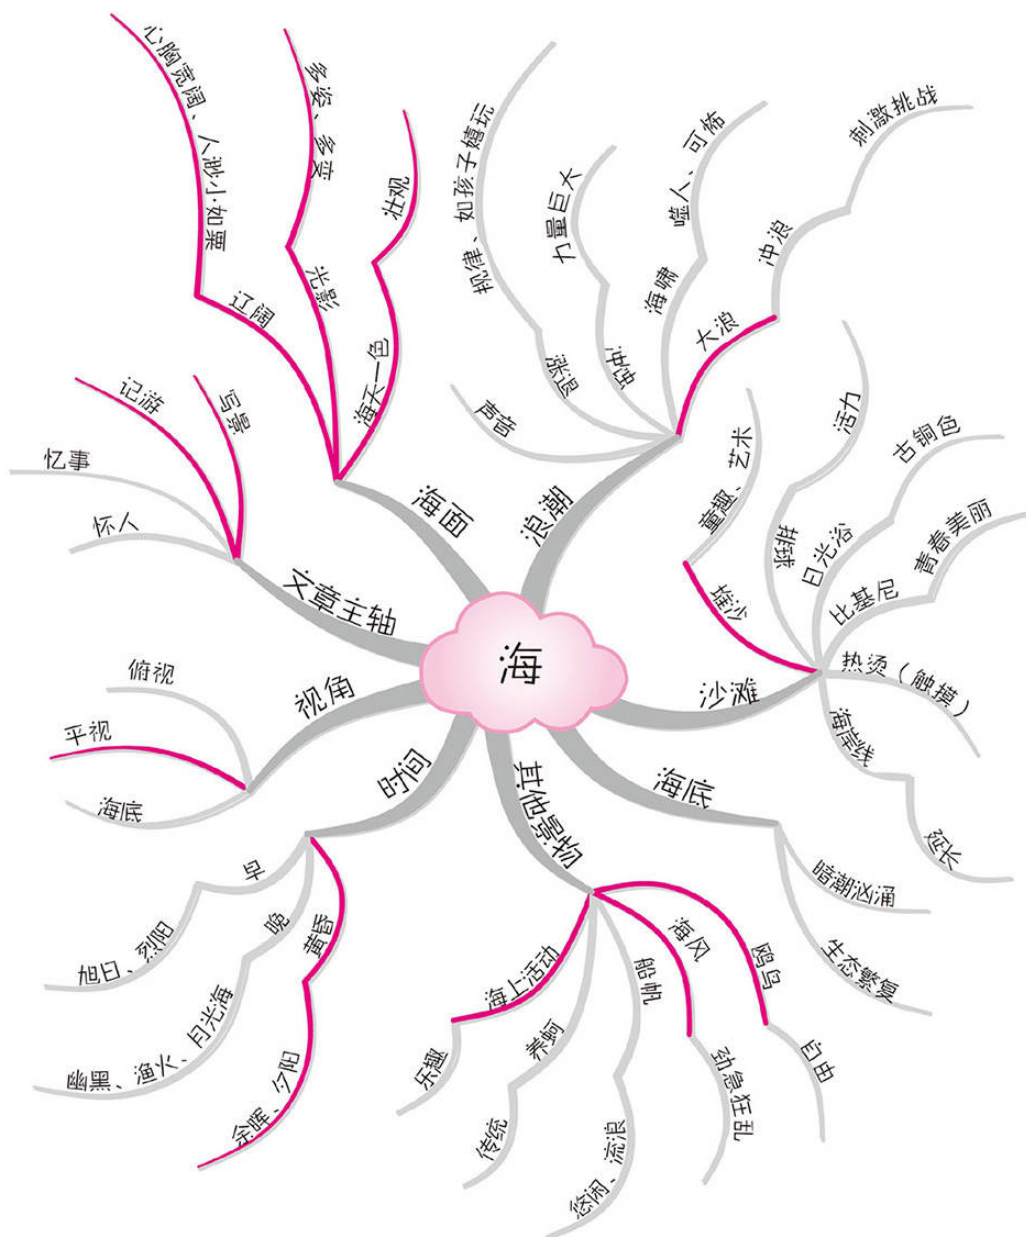 海
海面
辽阔
心胸宽阔、人渺小如粟
光影
多姿、多变
海天一色
壮观
浪潮
声音
涨退
规律、如孩子嬉玩
力量巨大
海啸
噬人、可怖
大浪
冲浪
刺激挑战
沙滩
堆沙
童趣、艺术
排球
活力
日光浴
古铜色
比基尼
青春美丽
热烫（触摸）
海岸线
延长
海底
暗潮汹涌
生态繁复
其他景物
鸥鸟
自由
海风
劲急狂乱
船帆
悠闲、流浪
养蚵
传统
海上活动
乐趣
时间
黄昏
余晖、夕阳
晚
幽黑、渔火、月光海
早
旭日、烈阳
视角
俯视
平视
海底
文章主轴
写景
记游
忆事
怀人